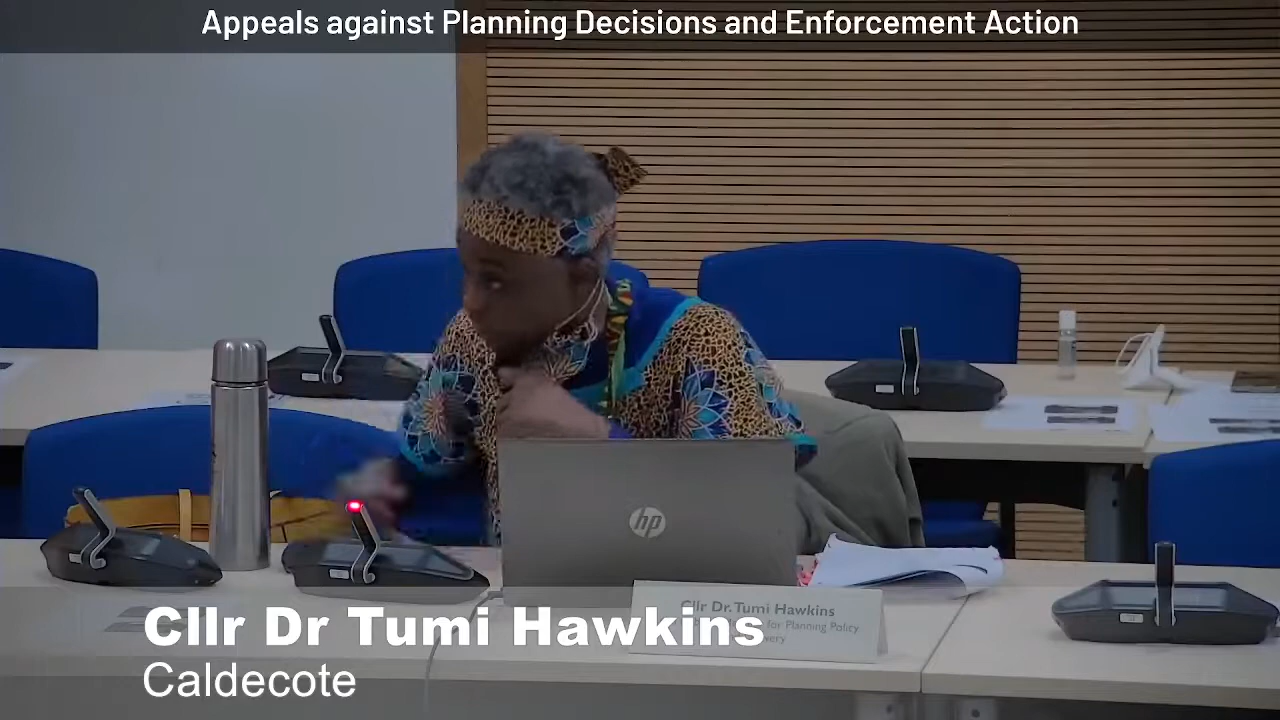 Appeals against Planning Decisions and Enforcement Action
hp
Cllr Dr. Tumi Hawkins
for Planning Policy
Cllr Dr Tumi Hawkins
Caldecote